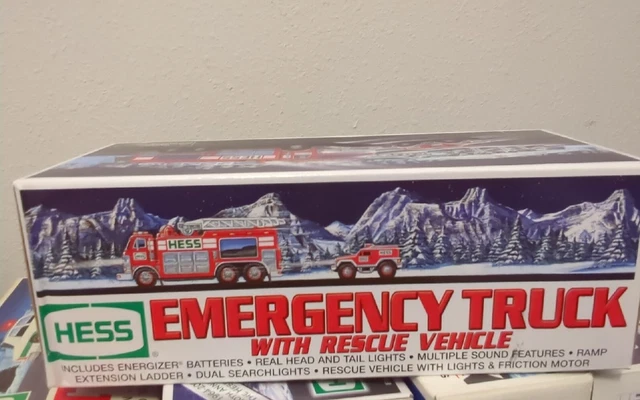 HESS
HESS
EMERGENCY TRUCK
WITH RESCUE VEHICLE
INCLUDES ENERGIZER® BATTERIES • REAL HEAD AND TAIL LIGHTS • MULTIPLE SOUND FEATURES • RAMP
EXTENSION LADDER • DUAL SEARCHLIGHTS • RESCUE VEHICLE WITH LIGHTS & FRICTION MOTOR